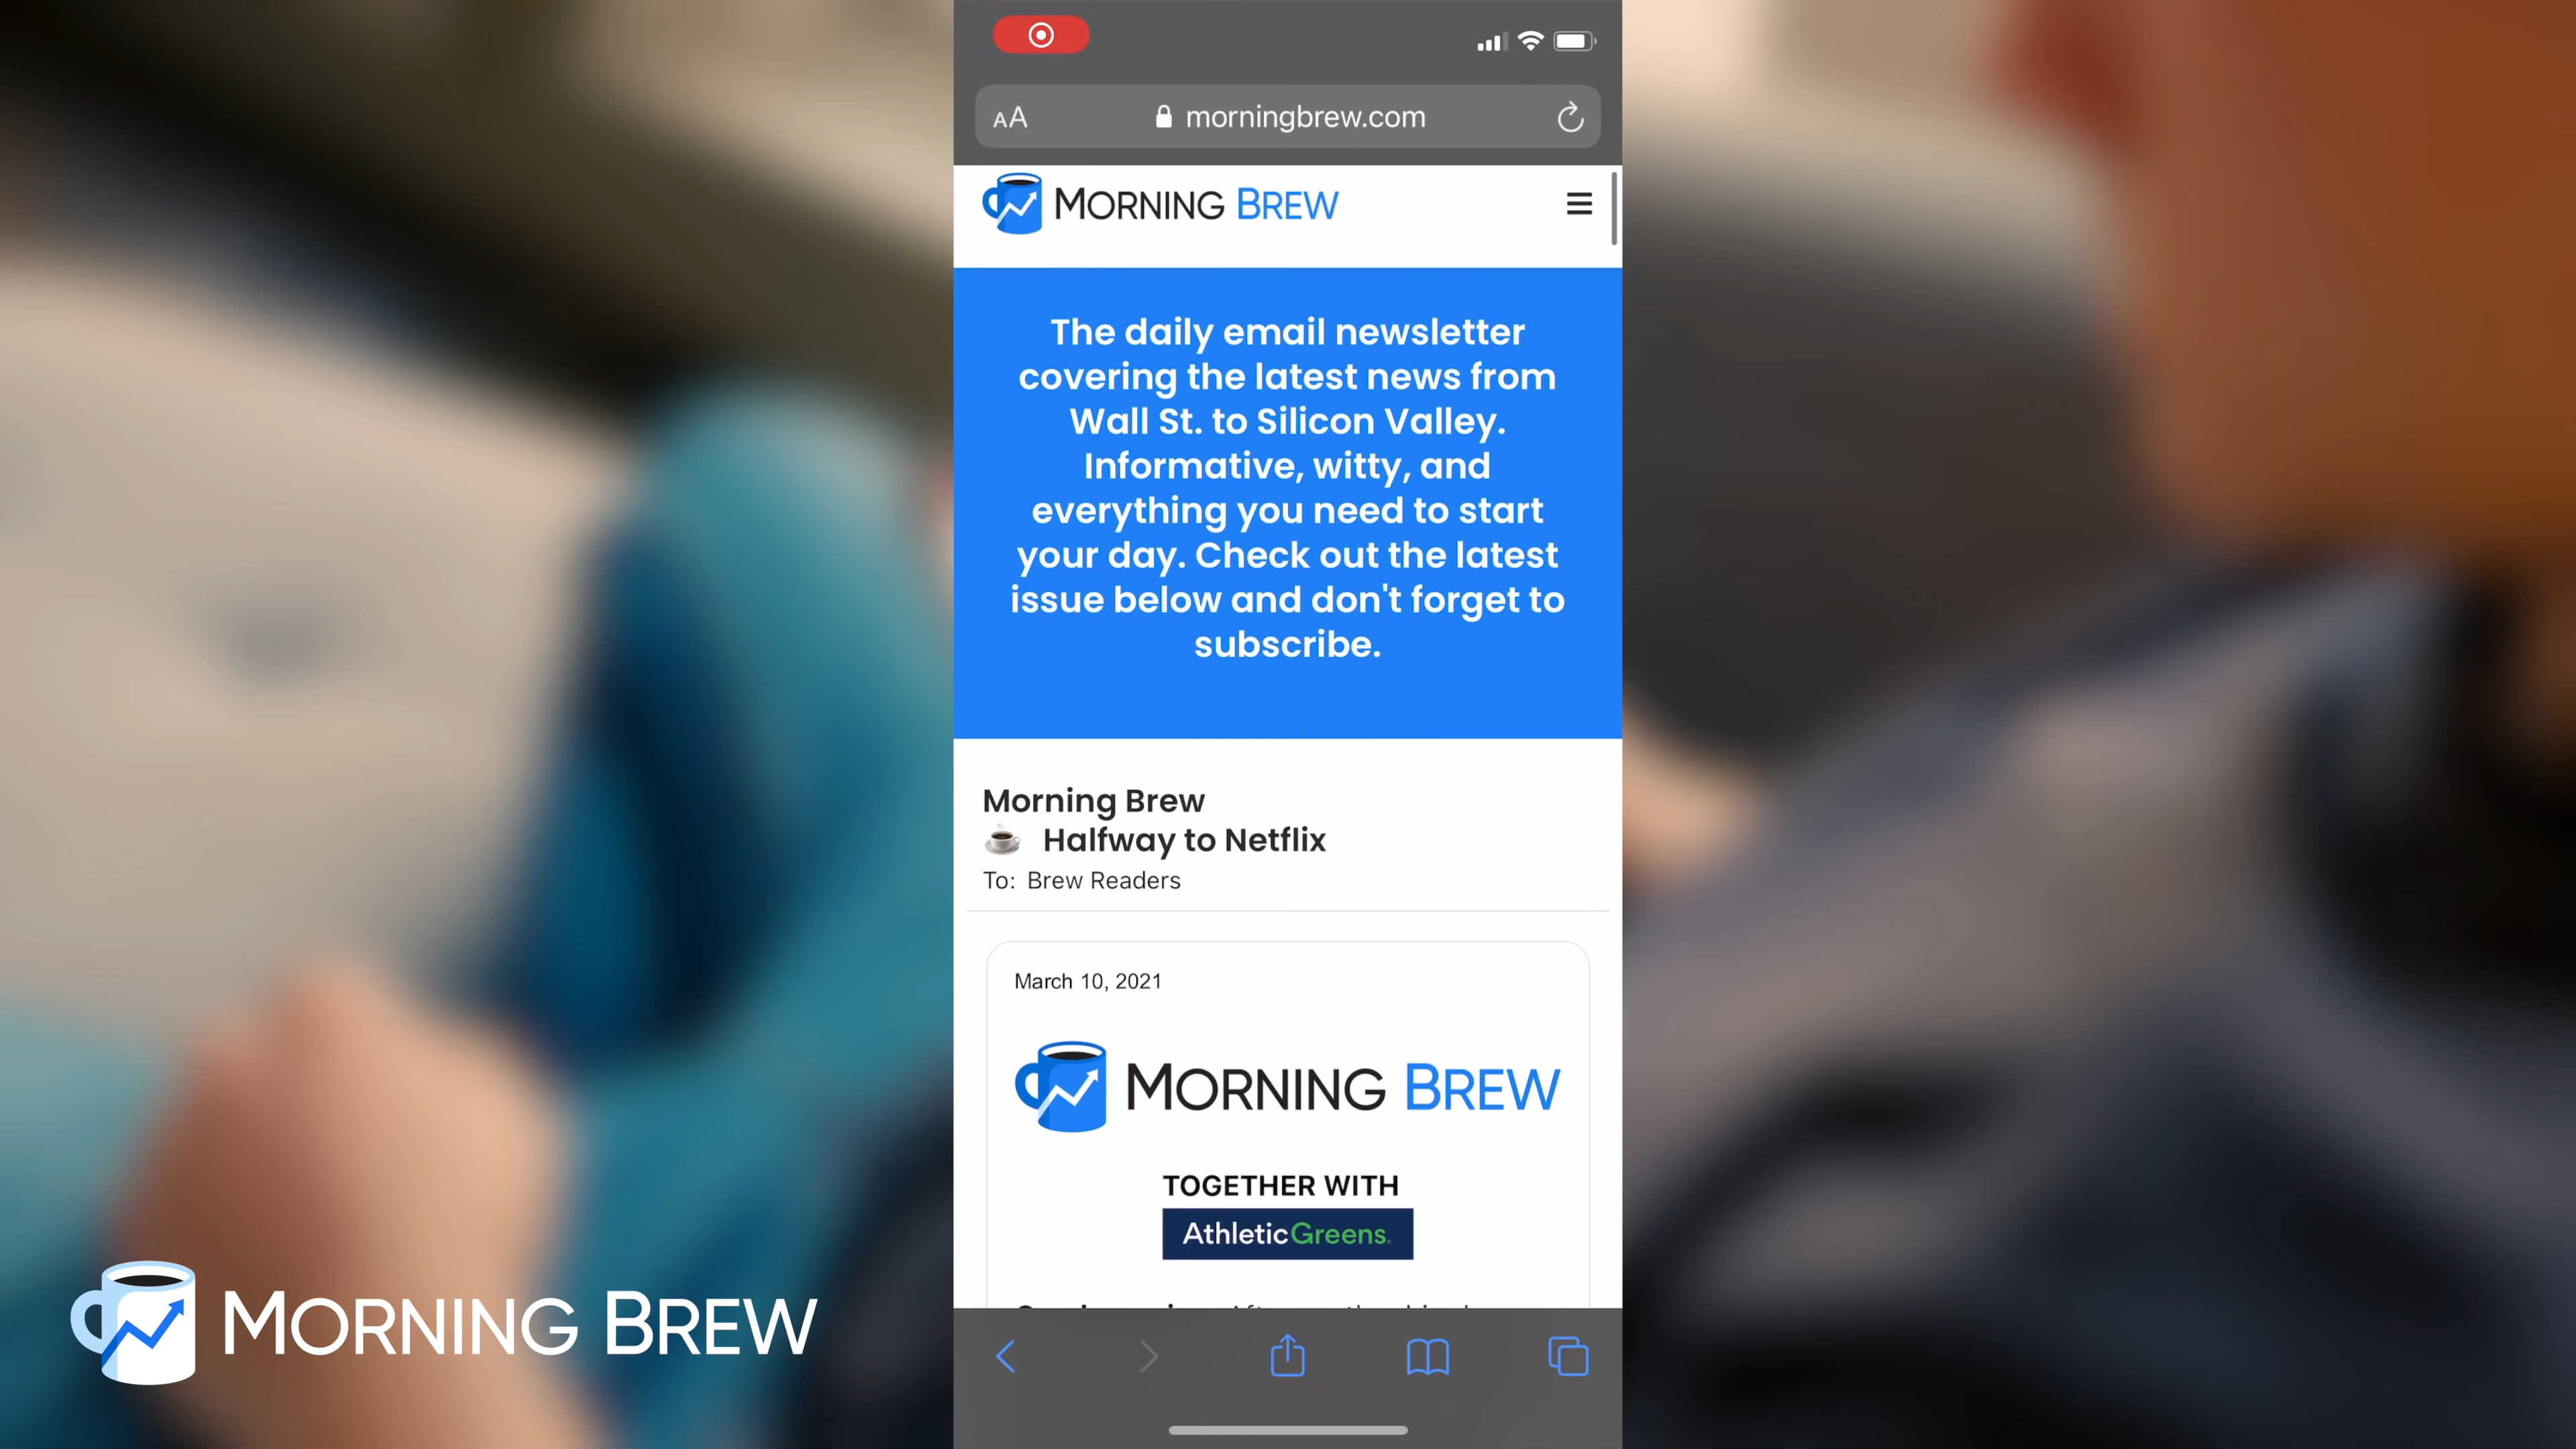 AA morningbrew.com
MORNING BREW
The daily email newsletter
covering the latest news from
Wall St. to Silicon Valley.
Informative, witty, and
everything you need to start
your day. Check out the latest
issue below and don't forget to
subscribe.
Morning Brew
Halfway to Netflix
To: Brew Readers
March 10, 2021
MORNING BREW
TOGETHER WITH
AthleticGreens.
MORNING BREW